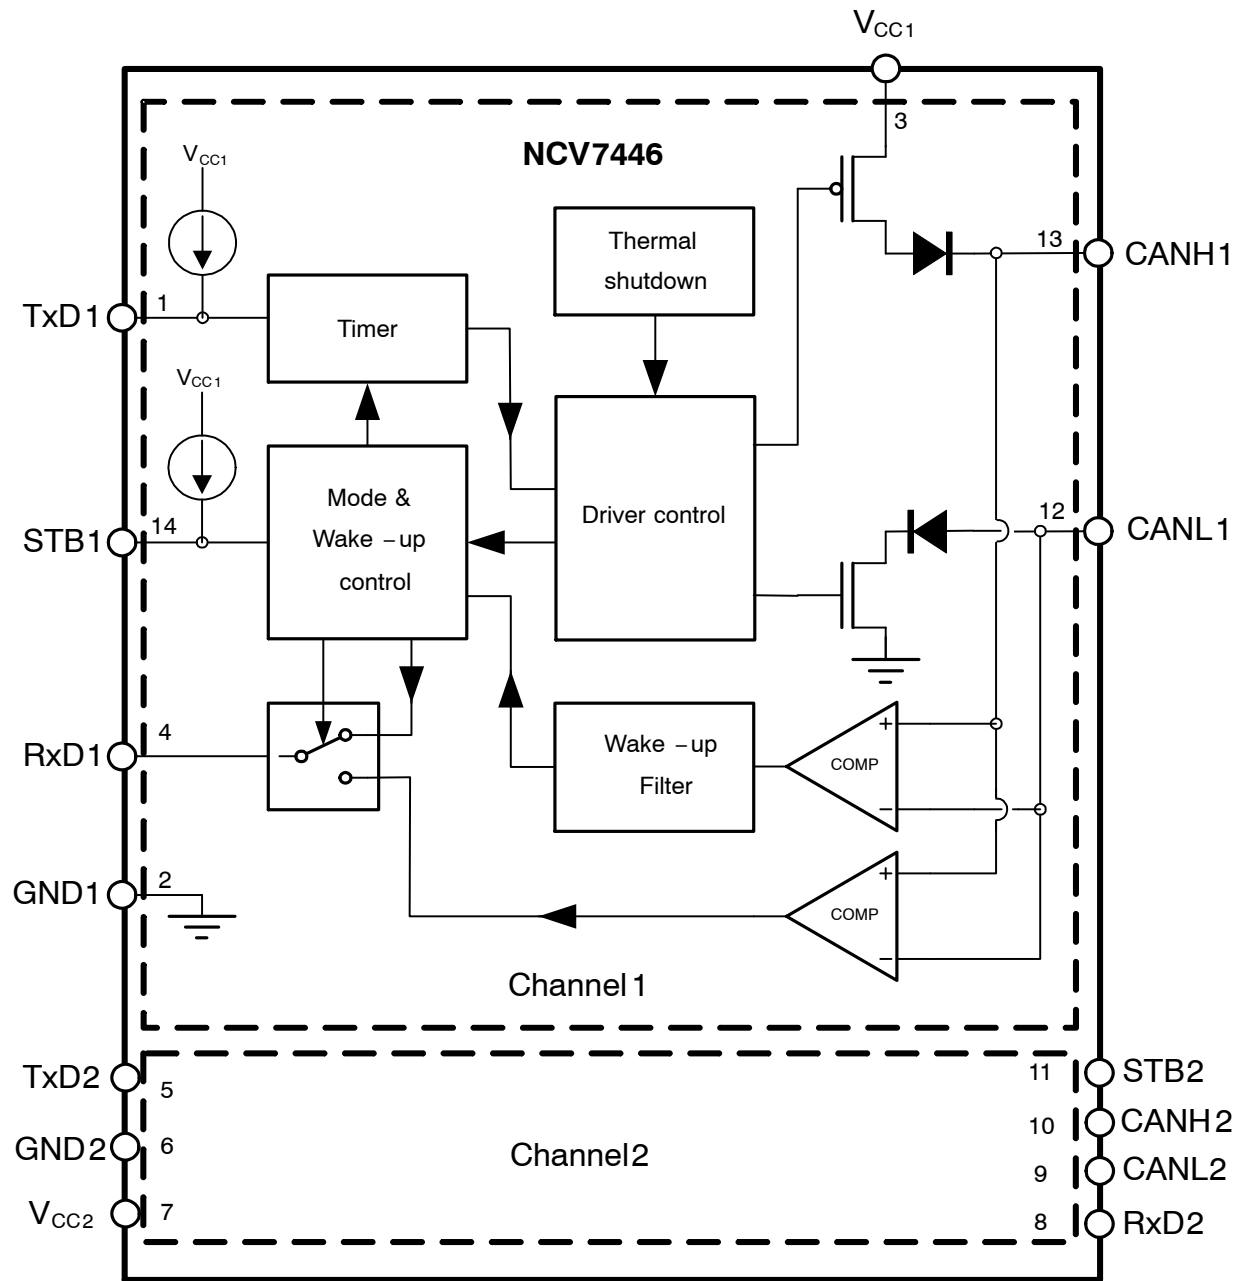 VCC1
3
NCV7446
VCC1
Thermal
shutdown
13
CANH1
TxD1
1
Timer
VCC1
Mode &
Wake -up
control
Driver control
STB1
14
12
CANL1
RxD1
4
Wake -up
Filter
+
COMP
-
GND1
2
+
COMP
-
Channel 1
TxD2
5
11
STB2
GND2
6
Channel 2
10
CANH2
9
CANL2
VCC2
7
8
RxD2